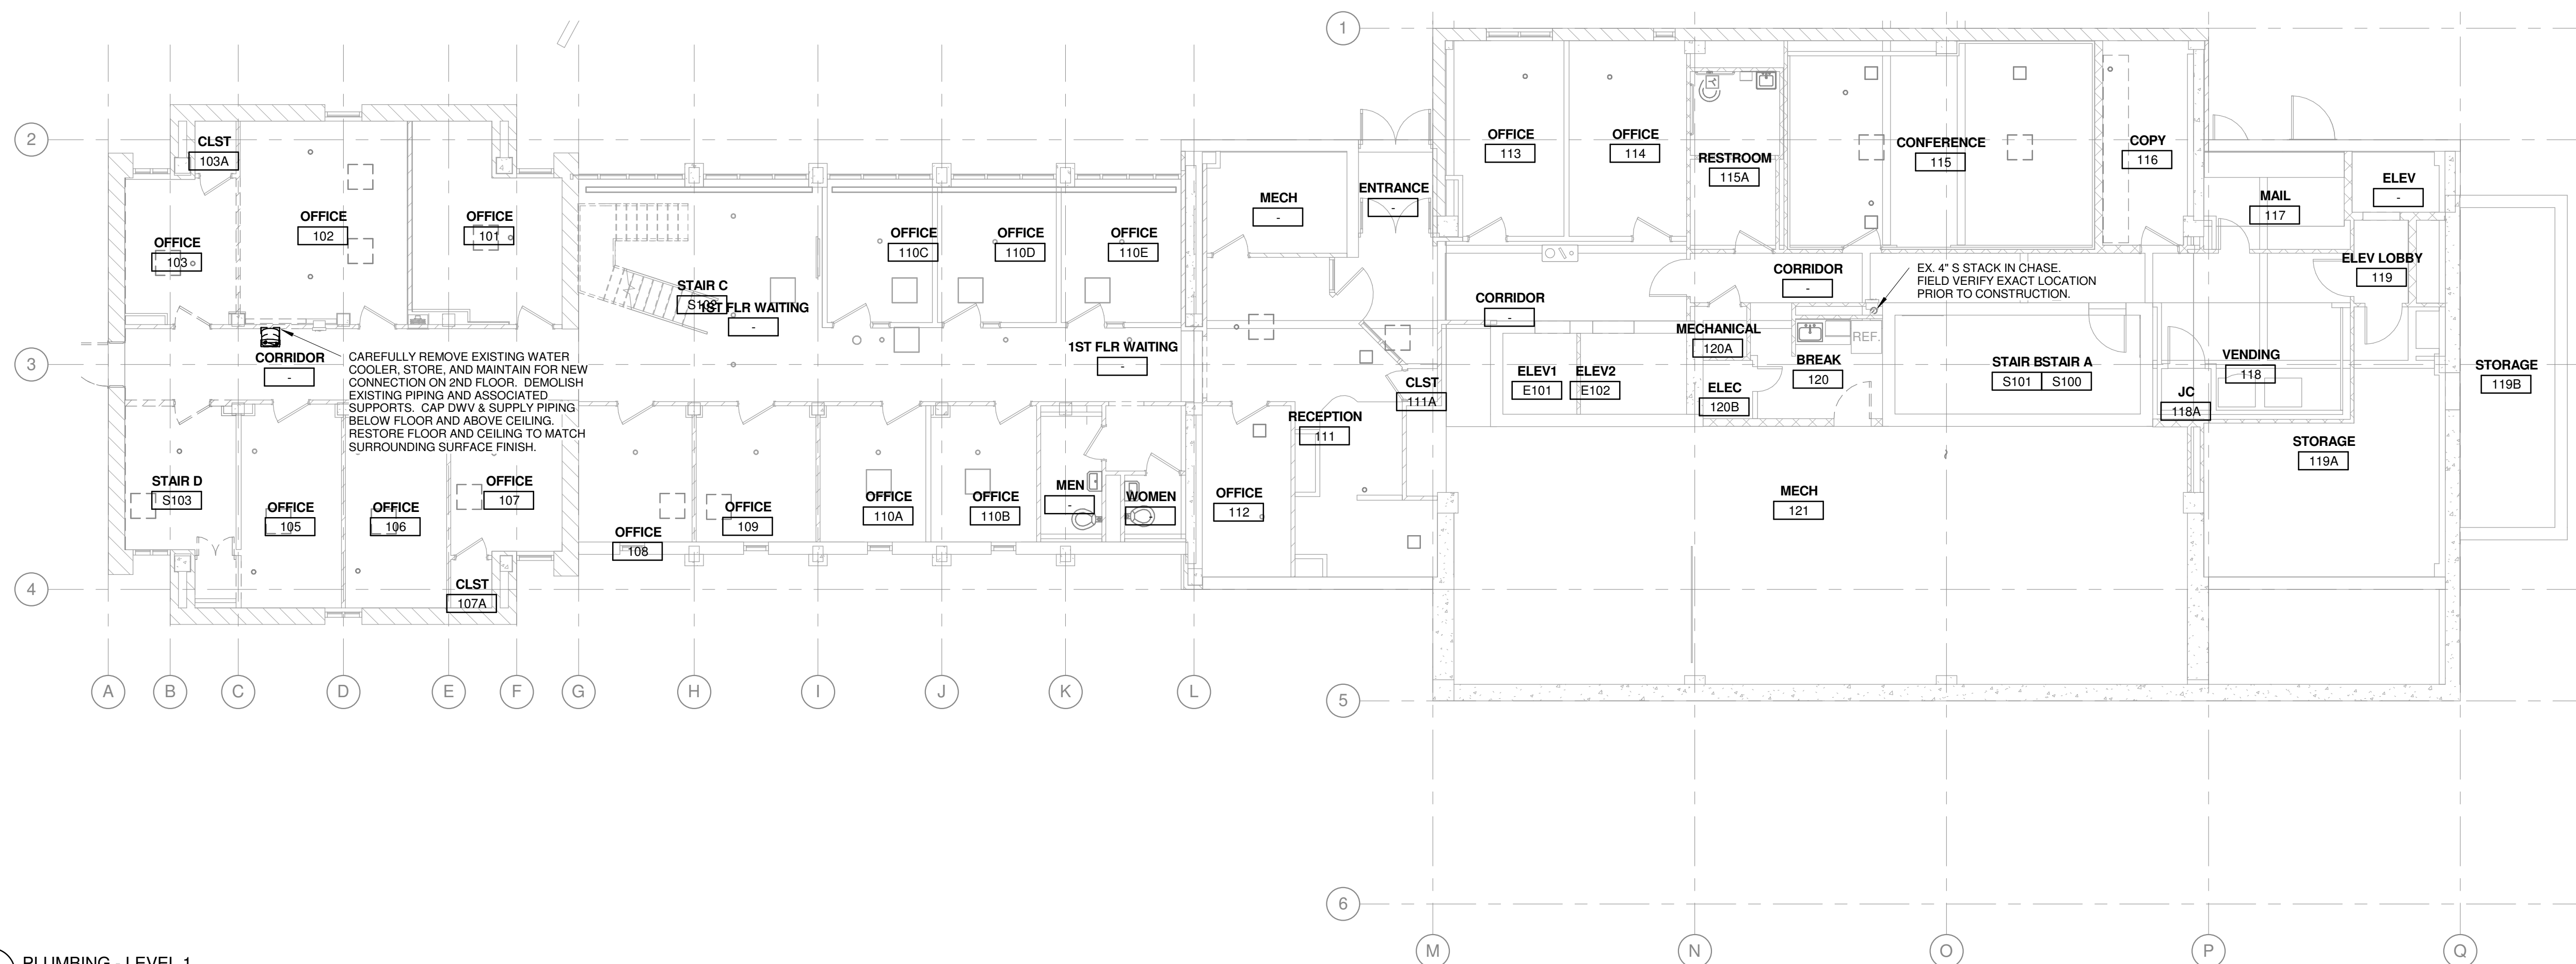 1
2
3
4
5
6
A
B
C
D
E
F
G
H
I
J
K
L
M
N
O
P
Q
CLST
103A
OFFICE
103
OFFICE
102
OFFICE
101
CORRIDOR
-
CAREFULLY REMOVE EXISTING WATER
COOLER, STORE, AND MAINTAIN FOR NEW
CONNECTION ON 2ND FLOOR. DEMOLISH
EXISTING PIPING AND ASSOCIATED
SUPPORTS. CAP DWV & SUPPLY PIPING
BELOW FLOOR AND ABOVE CEILING.
RESTORE FLOOR AND CEILING TO MATCH
SURROUNDING SURFACE FINISH.
STAIR D
S103
OFFICE
105
OFFICE
106
OFFICE
107
CLST
107A
STAIR C
S102
1ST FLR WAITING
-
OFFICE
110C
OFFICE
110D
OFFICE
110E
1ST FLR WAITING
-
OFFICE
108
OFFICE
109
OFFICE
110A
OFFICE
110B
MEN
-
WOMEN
-
MECH
-
ENTRANCE
-
OFFICE
112
RECEPTION
111
CLST
111A
OFFICE
113
OFFICE
114
RESTROOM
115A
CONFERENCE
115
COPY
116
MAIL
117
ELEV
-
ELEV LOBBY
119
CORRIDOR
-
CORRIDOR
-
EX. 4" S STACK IN CHASE.
FIELD VERIFY EXACT LOCATION
PRIOR TO CONSTRUCTION.
ELEV1
E101
ELEV2
E102
MECHANICAL
120A
ELEC
120B
BREAK
120
REF.
STAIR B
S101
STAIR A
S100
VENDING
118
JC
118A
STORAGE
119A
STORAGE
119B
MECH
121
PLUMBING - LEVEL 1